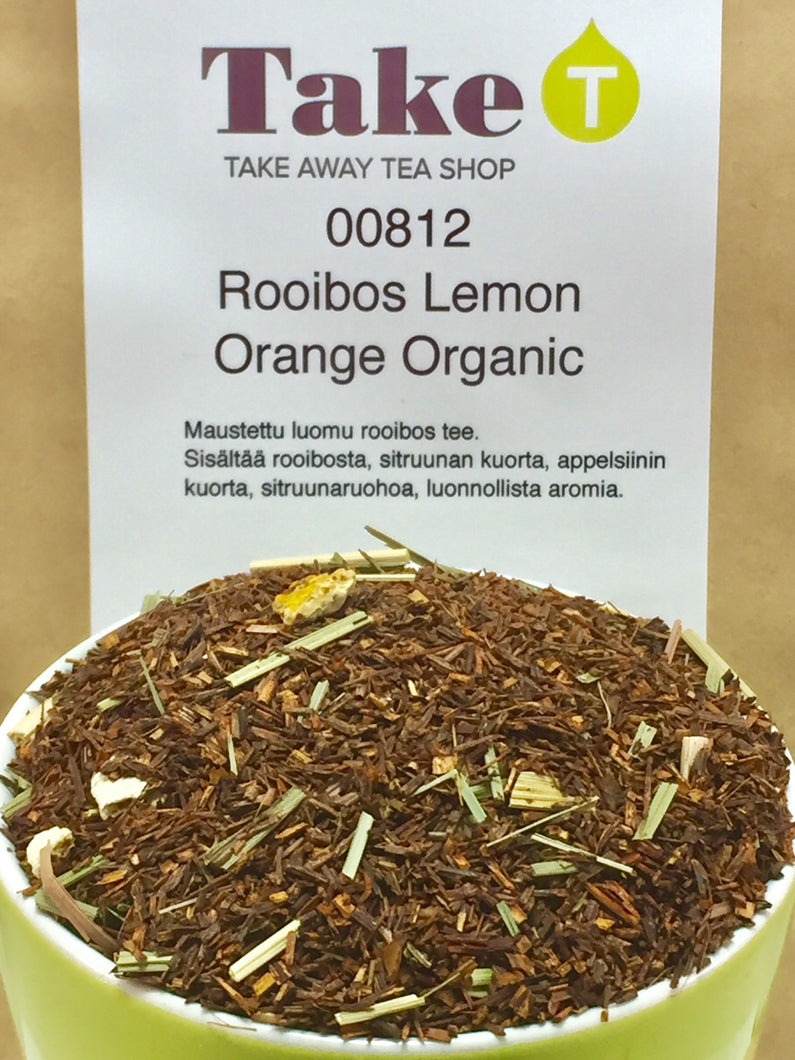 Take T
TAKE AWAY TEA SHOP
00812
Rooibos Lemon
Orange Organic
Maustettu luomu rooibos tee.
Sisältää rooibosta, sitruunan kuorta, appelsiinin
kuorta, sitruunaruohoa, luonnollista aromia.